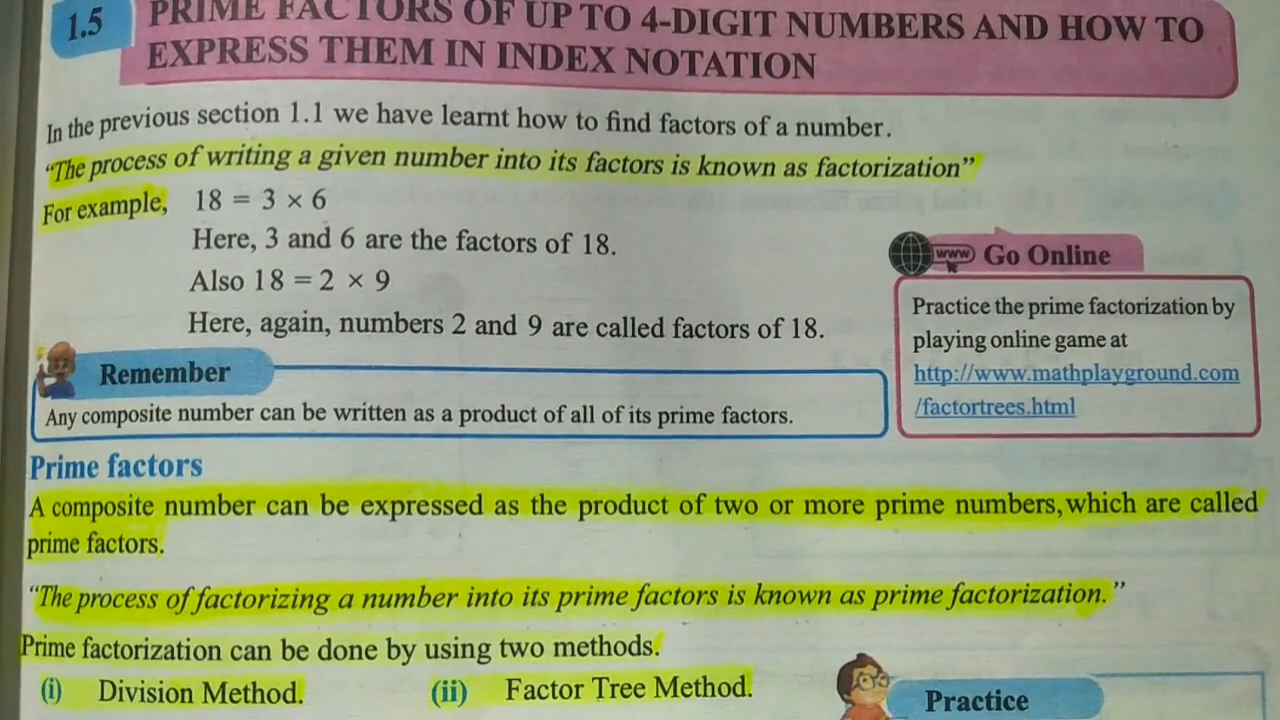 1.5
PRIME FACTORS OF UP TO 4-DIGIT NUMBERS AND HOW TO
EXPRESS THEM IN INDEX NOTATION
In the previous section 1.1 we have learnt how to find factors of a number.
“The process of writing a given number into its factors is known as factorization”
For example, 18 = 3 × 6
Here, 3 and 6 are the factors of 18.
Also 18 = 2 × 9
Here, again, numbers 2 and 9 are called factors of 18.
www Go Online
Practice the prime factorization by
playing online game at
http://www.mathplayground.com
/factortrees.html
Remember
Any composite number can be written as a product of all of its prime factors.
Prime factors
A composite number can be expressed as the product of two or more prime numbers, which are called
prime factors.
“The process of factorizing a number into its prime factors is known as prime factorization.”
Prime factorization can be done by using two methods.
(i) Division Method. (ii) Factor Tree Method.
Practice